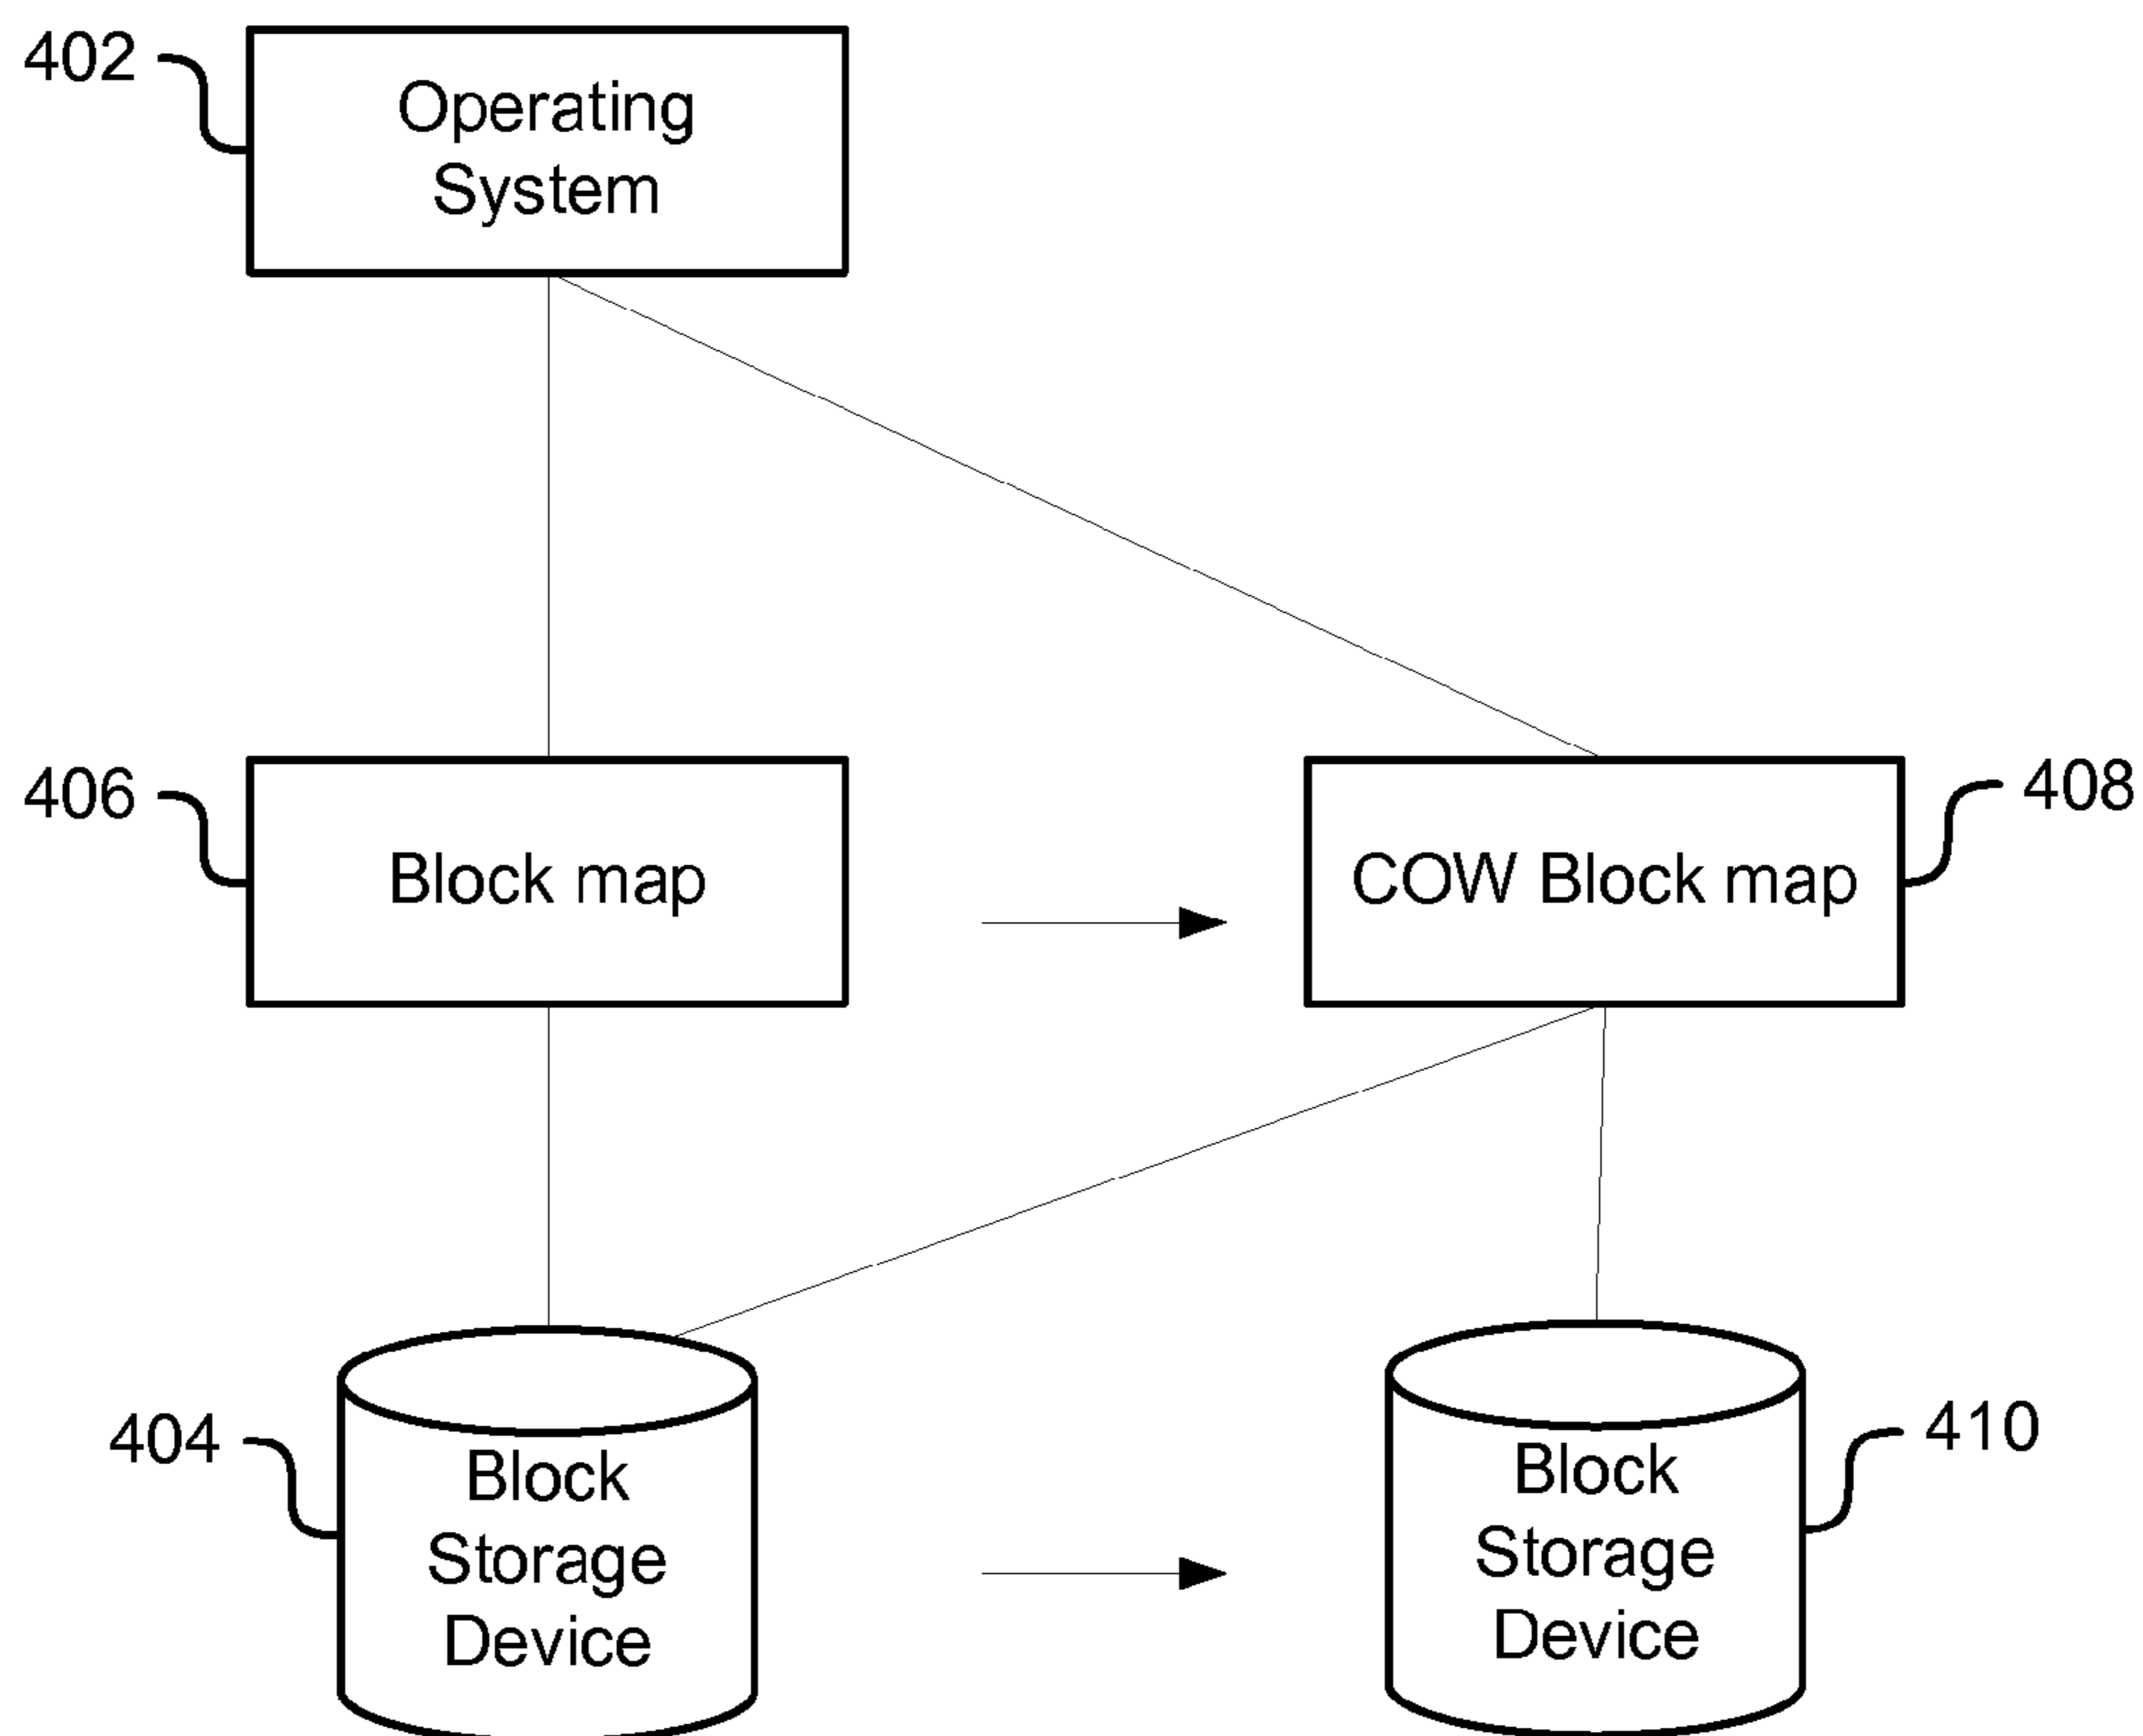 402
Operating
System
406
Block map
COW Block map
408
404
Block
Storage
Device
Block
Storage
Device
410